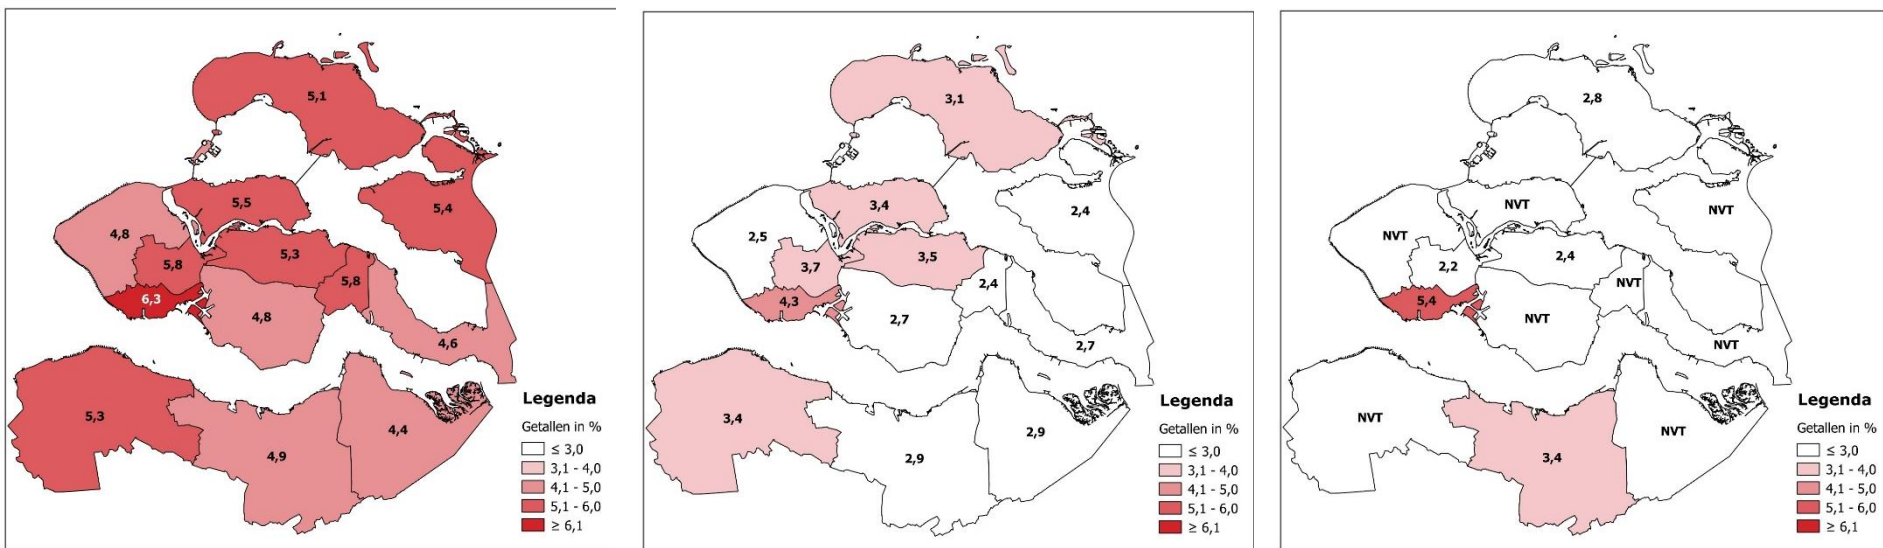 5,1
5,5
5,4
4,8
5,3
5,8
5,8
6,3
4,8
4,6
5,3
4,4
4,9
Legenda
Getallen in %
≤ 3,0
3,1 - 4,0
4,1 - 5,0
5,1 - 6,0
≥ 6,1
3,1
3,4
2,4
2,5
3,5
3,7
2,4
4,3
2,7
2,7
3,4
2,9
2,9
Legenda
Getallen in %
≤ 3,0
3,1 - 4,0
4,1 - 5,0
5,1 - 6,0
≥ 6,1
2,8
NVT
NVT
NVT
2,4
2,2
NVT
5,4
NVT
NVT
NVT
NVT
3,4
Legenda
Getallen in %
≤ 3,0
3,1 - 4,0
4,1 - 5,0
5,1 - 6,0
≥ 6,1